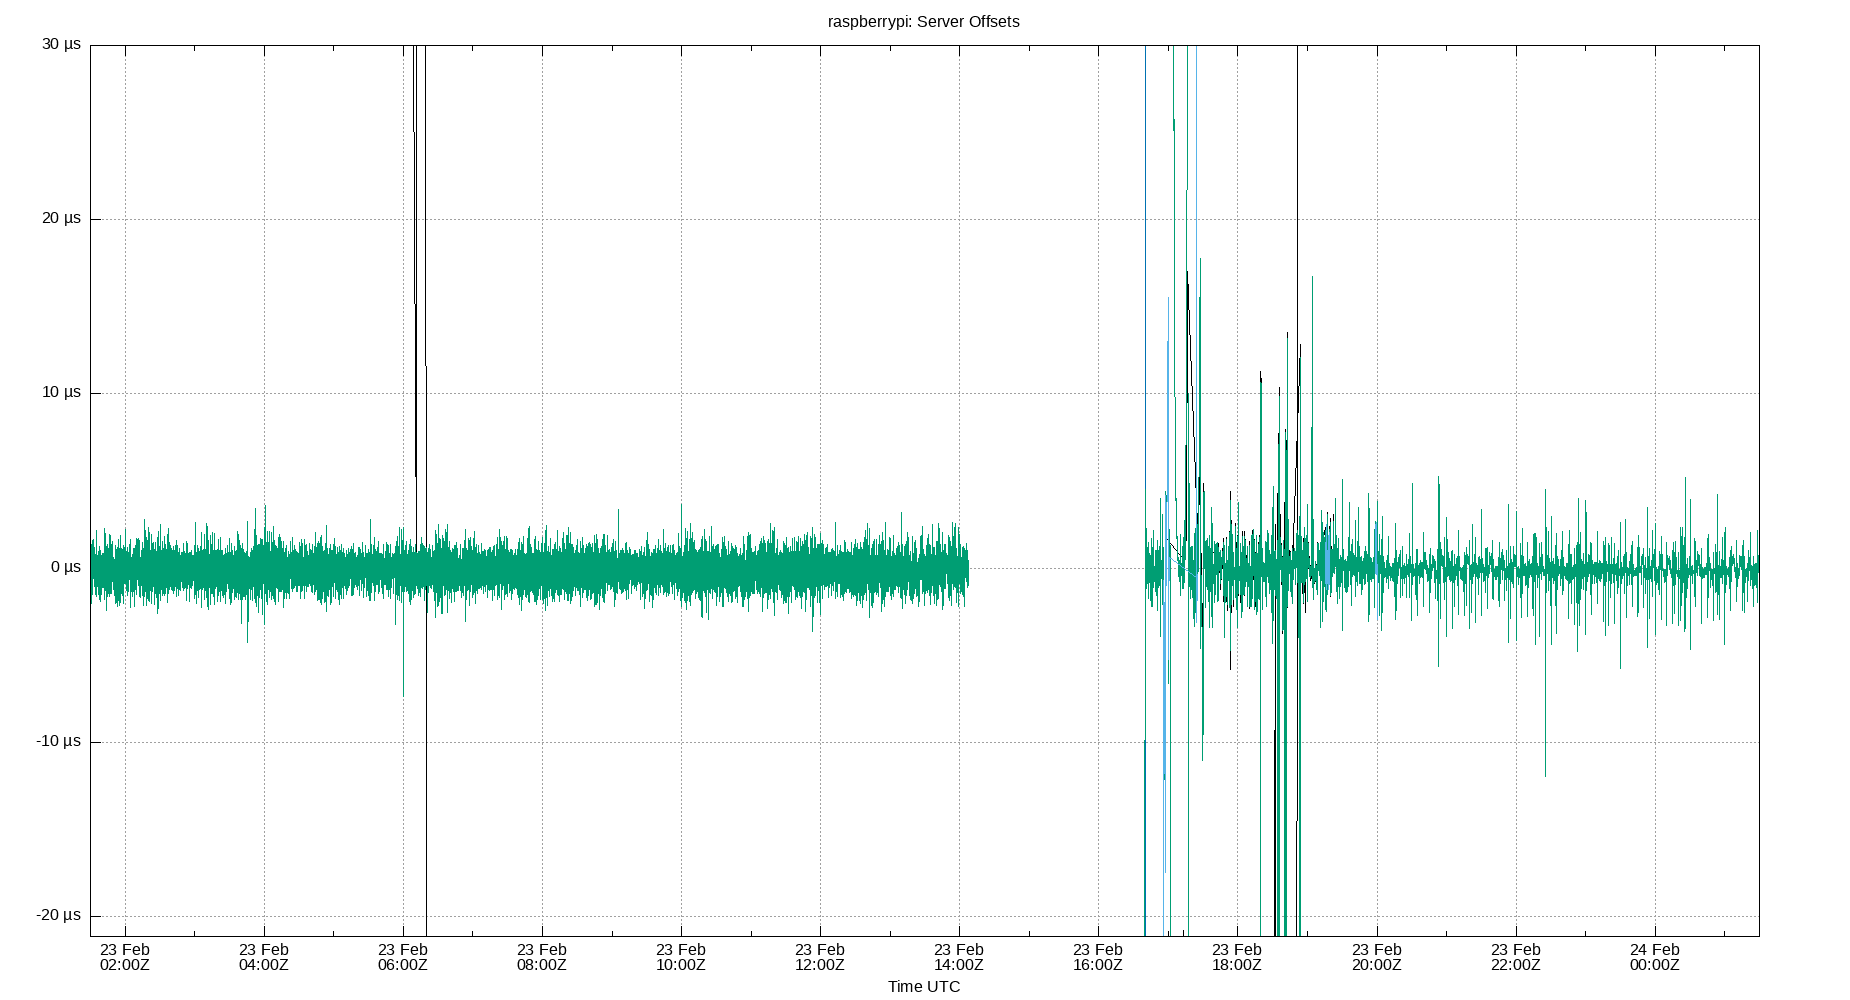 raspberrypi: Server Offsets
30 µs
20 µs
10 µs
0 µs
-10 µs
-20 µs
23 Feb 23 Feb 23 Feb 23 Feb 23 Feb 23 Feb 23 Feb 23 Feb 23 Feb 23 Feb 23 Feb 24 Feb
02:00Z 04:00Z 06:00Z 08:00Z 10:00Z 12:00Z 14:00Z 16:00Z 18:00Z 20:00Z 22:00Z 00:00Z
Time UTC